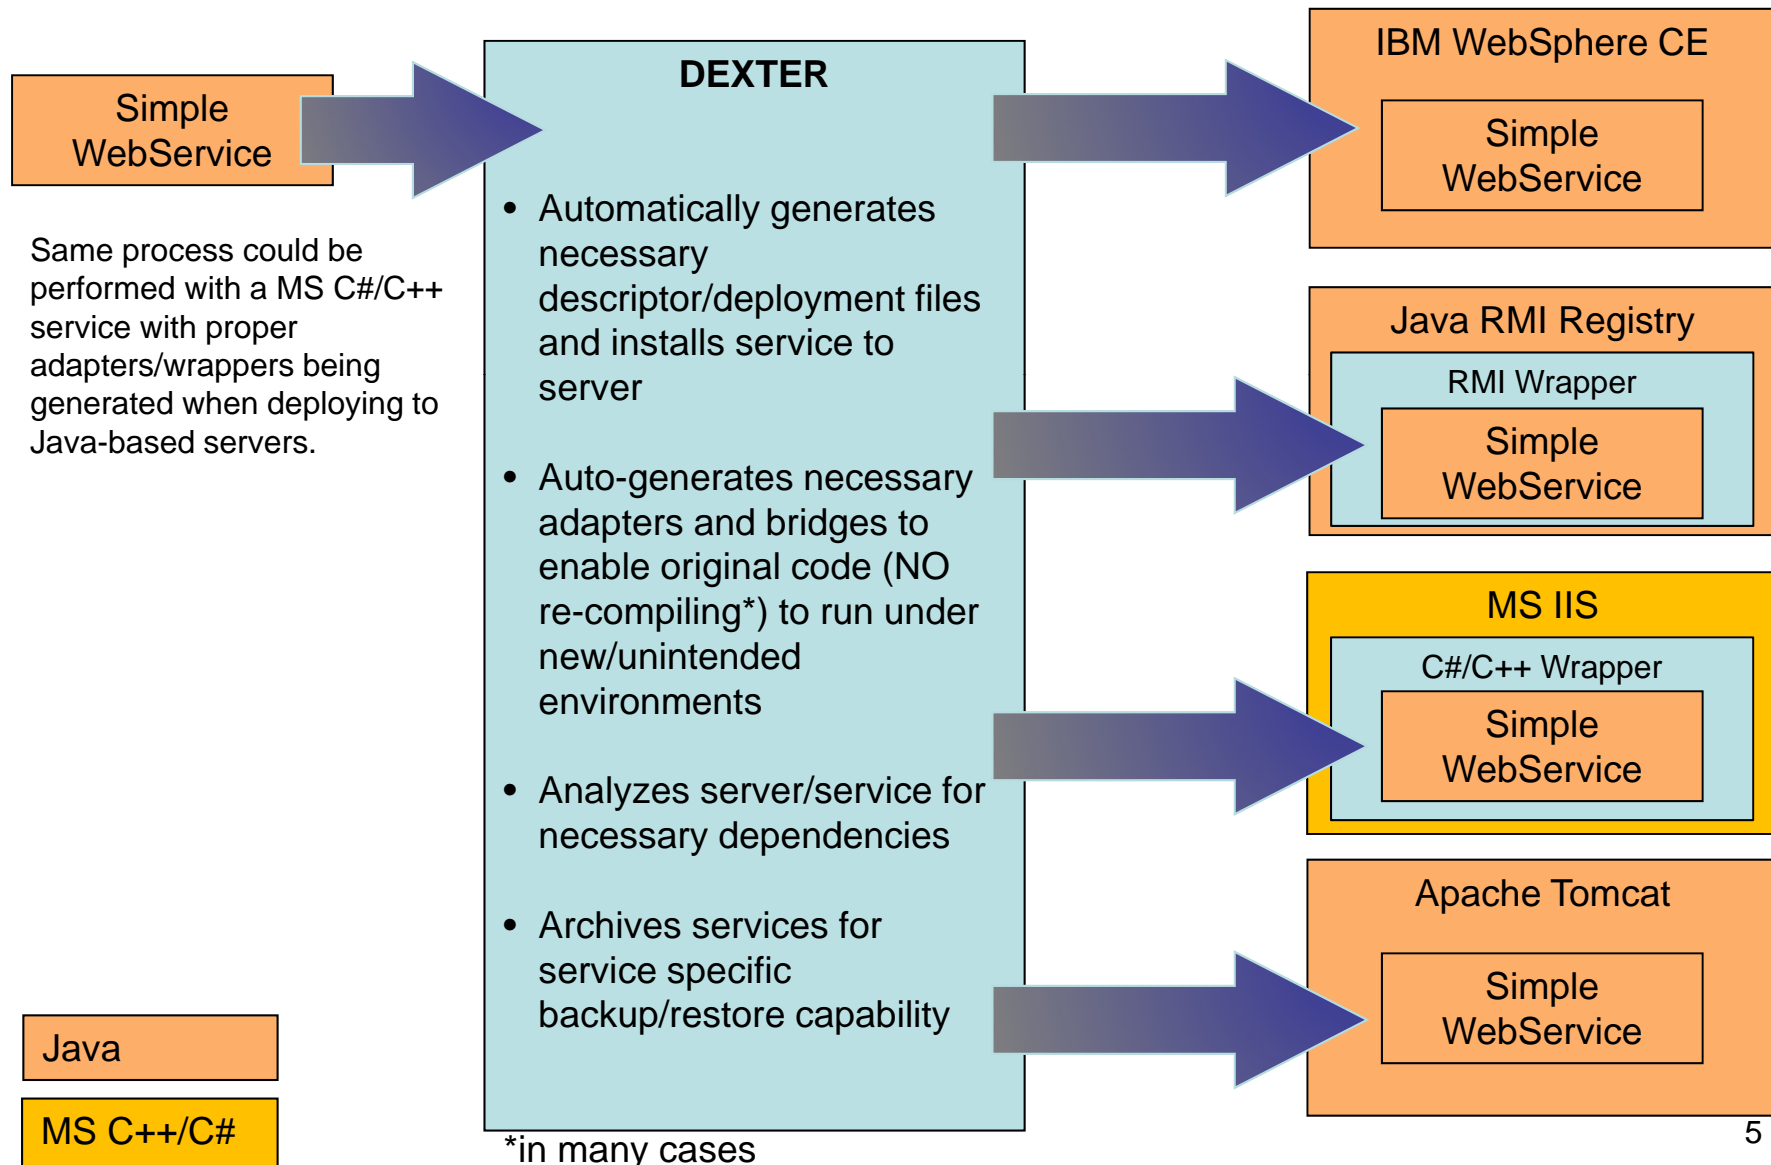 Simple
WebService
Same process could be
performed with a MS C#/C++
service with proper
adapters/wrappers being
generated when deploying to
Java-based servers.
Java
MS C++/C#
DEXTER
• Automatically generates
necessary
descriptor/deployment files
and installs service to
server
• Auto-generates necessary
adapters and bridges to
enable original code (NO
re-compiling*) to run under
new/unintended
environments
• Analyzes server/service for
necessary dependencies
• Archives services for
service specific
backup/restore capability
*in many cases
IBM WebSphere CE
Simple
WebService
Java RMI Registry
RMI Wrapper
Simple
WebService
MS IIS
C#/C++ Wrapper
Simple
WebService
Apache Tomcat
Simple
WebService
5